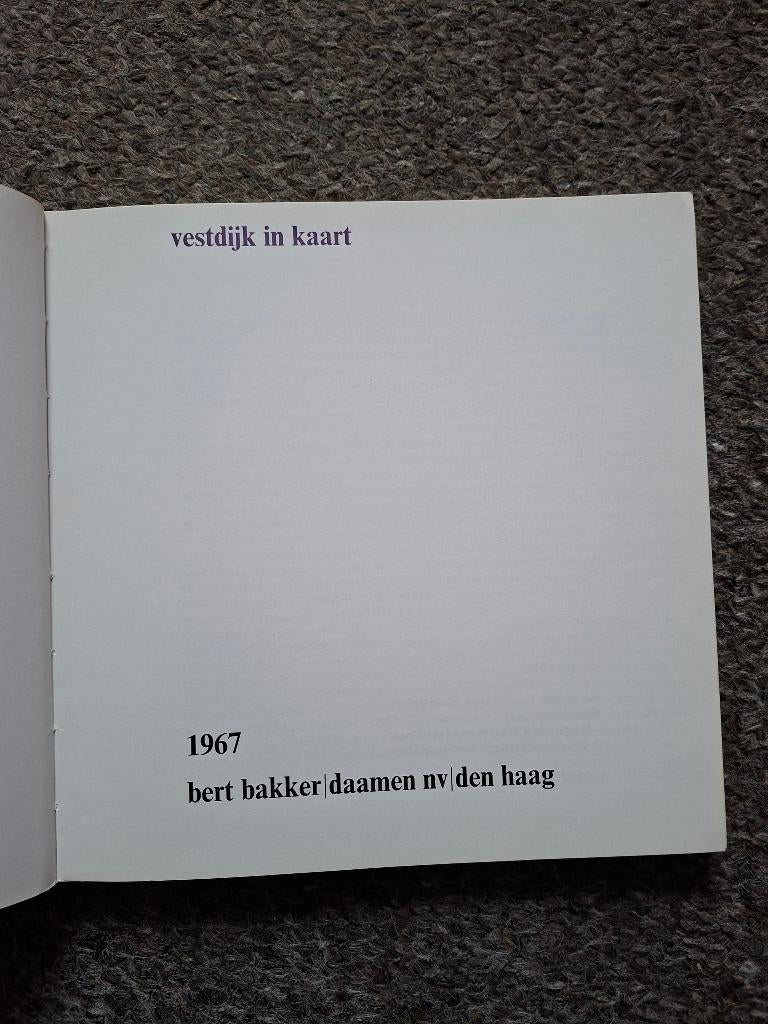 vestdijk in kaart
1967
bert bakker|daamen nv|den haag